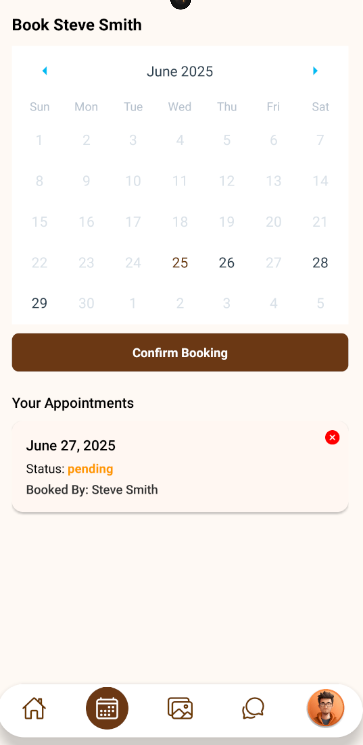 Book Steve Smith
June 2025
Sun Mon Tue Wed Thu Fri Sat
1 2 3 4 5 6 7
8 9 10 11 12 13 14
15 16 17 18 19 20 21
22 23 24 25 26 27 28
29 30 1 2 3 4 5
Confirm Booking
Your Appointments
June 27, 2025
Status: pending
Booked By: Steve Smith